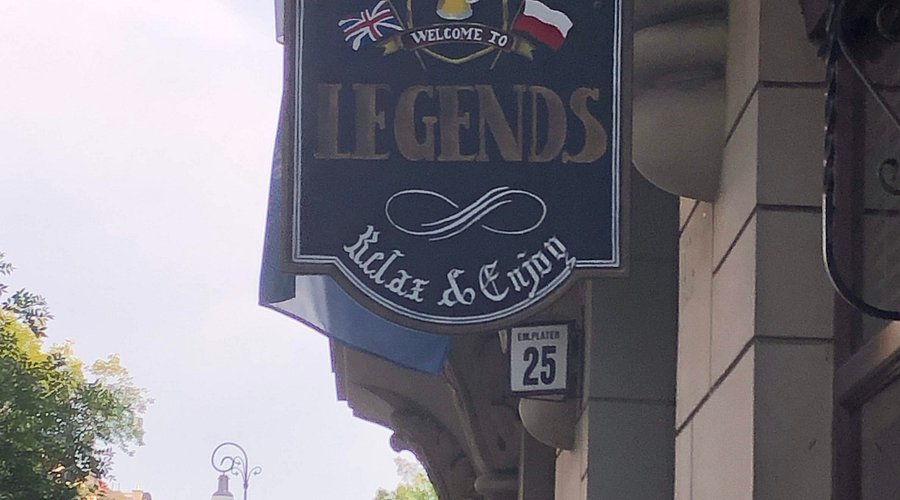 WELCOME TO
LEGENDS
Relax & Enjoy
EM.PLATER
25